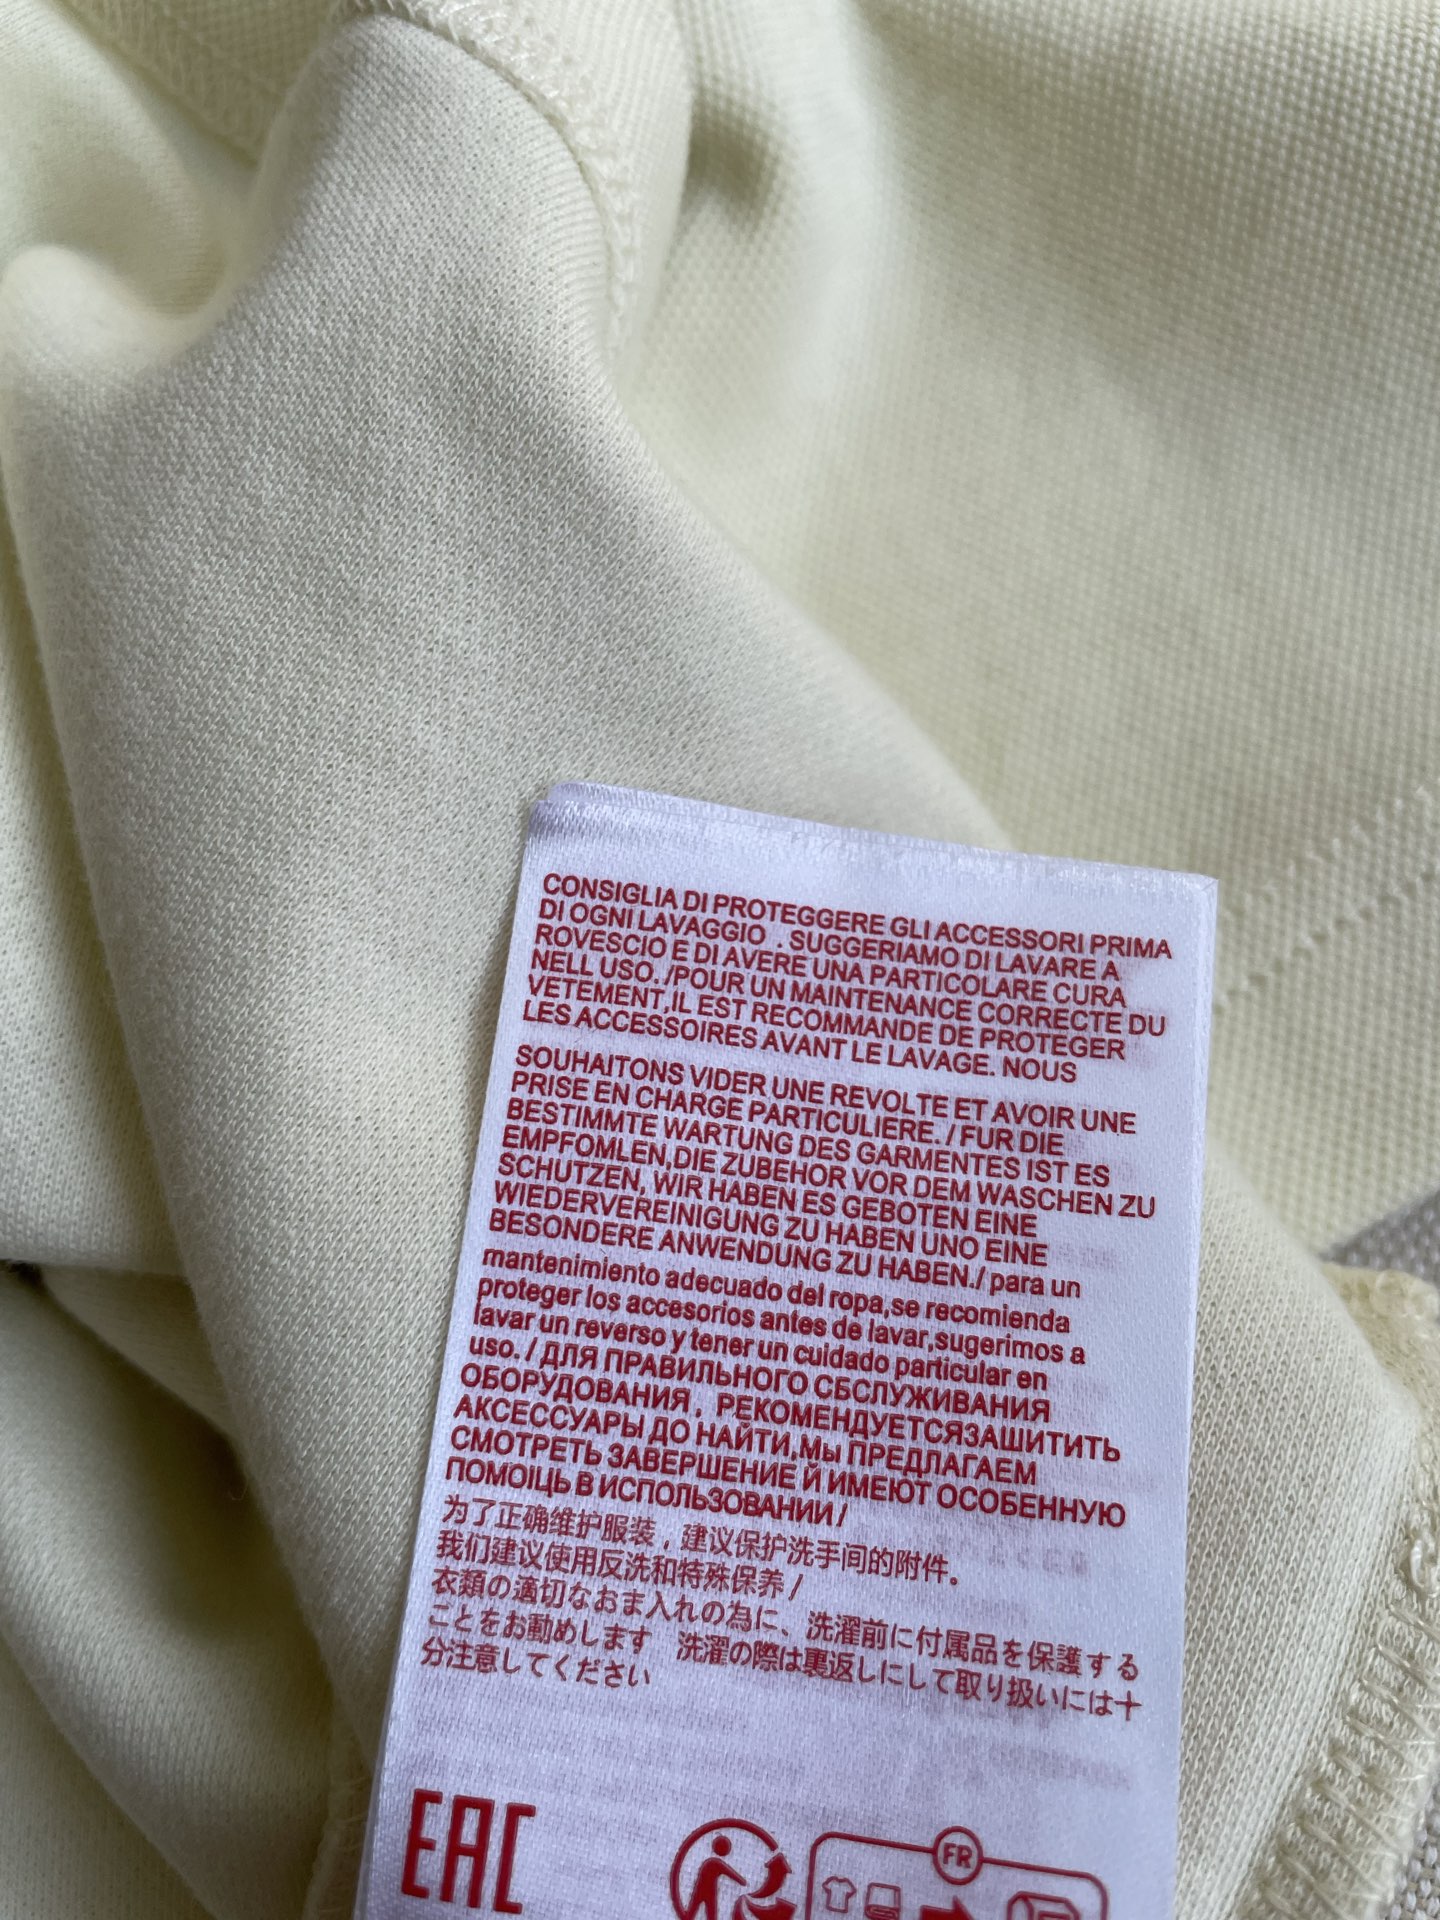 CONSIGLIA DI PROTEGGERE GLI ACCESSORI PRIMA
DI OGNI LAVAGGIO . SUGGERIAMO DI LAVARE A
ROVESCIO E DI AVERE UNA PARTICOLARE CURA
NELL USO. /POUR UN MAINTENANCE CORRECTE DU
VETEMENT,IL EST RECOMMANDE DE PROTEGER
LES ACCESSOIRES AVANT LE LAVAGE. NOUS
SOUHAITONS VIDER UNE REVOLTE ET AVOIR UNE
PRISE EN CHARGE PARTICULIERE. / FUR DIE
BESTIMMTE WARTUNG DES GARMENTES IST ES
EMPFOMLEN,DIE ZUBEHOR VOR DEM WASCHEN ZU
SCHUTZEN, WIR HABEN ES GEBOTEN EINE
WIEDERVEREINIGUNG ZU HABEN UNO EINE
BESONDERE ANWENDUNG ZU HABEN./ para un
mantenimiento adecuado del ropa,se recomienda
proteger los accesorios antes de lavar,sugerimos a
lavar un reverso y tener un cuidado particular en
uso. / ДЛЯ ПРАВИЛЬНОГО СБСЛУЖИВАНИЯ
ОБОРУДОВАНИЯ , РЕКОМЕНДУЕТСЯЗАШИТИТЬ
АКСЕССУАРЫ ДО НАЙТИ,Мы ПРЕДЛАГАЕМ
СМОТРЕТЬ ЗАВЕРШЕНИЕ Й ИМЕЮТ ОСОБЕННУЮ
ПОМОЩЬ В ИСПОЛЬЗОВАНИИ /
为了正确维护服装，建议保护洗手间的附件。
我们建议使用反洗和特殊保养 /
衣類の適切なおま入れの為に、洗濯前に付属品を保護する
ことをお勧めします 洗濯の際は裏返しにして取り扱いには十
分注意してください
EAC
FR